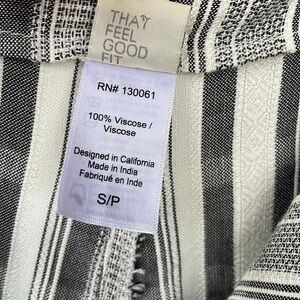 THAT
FEEL
GOOD
FIT
RN# 130061
100% Viscose /
Viscose
Designed in California
Made in India
Fabriqué en Inde
S/P